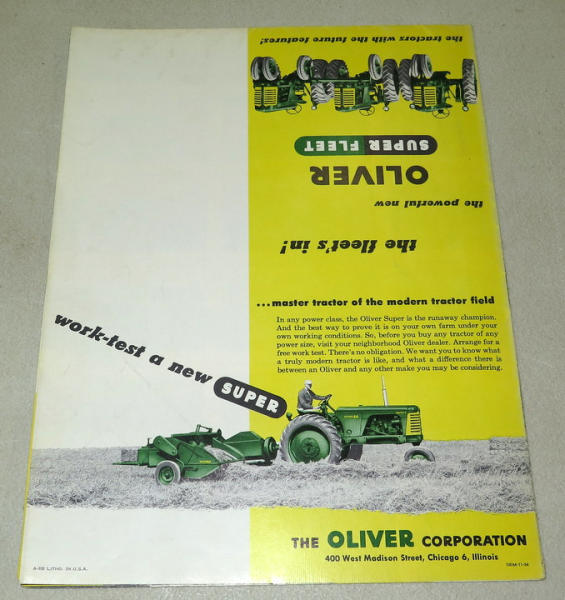 the tractors with the future features!
SUPER FLEET
OLIVER
the powerful new
the fleet's in!
...master tractor of the modern tractor field
In any power class, the Oliver Super is the runaway champion.
And the best way to prove it is on your own farm under your
own working conditions. So, before you buy any tractor of any
power size, visit your neighborhood Oliver dealer. Arrange for a
free work test. There's no obligation. We want you to know what
a truly modern tractor is like, and what a difference there is
between an Oliver and any other make you may be considering.
work-test a new SUPER
THE OLIVER CORPORATION
400 West Madison Street, Chicago 6, Illinois
LITHO. IN U.S.A.